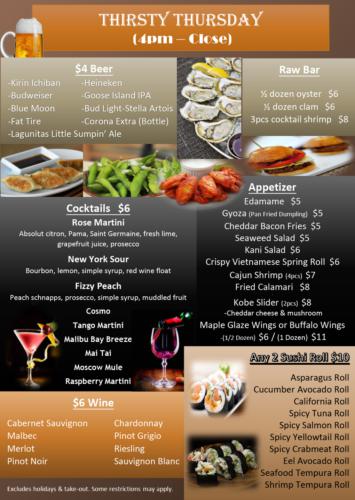 THIRSTY THURSDAY
(4pm – Close)
$4 Beer
-Kirin Ichiban -Heineken
-Budweiser -Goose Island IPA
-Blue Moon -Bud Light-Stella Artois
-Fat Tire -Corona Extra (Bottle)
-Lagunitas Little Sumpin' Ale
Raw Bar
½ dozen oyster $6
½ dozen clam $6
3pcs cocktail shrimp $8
Cocktails $6
Rose Martini
Absolut citron, Pana, Saint Germaine, fresh lime,
grapefruit juice, prosecco
New York Sour
Bourbon, lemon, simple syrup, red wine float
Fizzy Peach
Peach schnapps, prosecco, simple syrup, muddled fruit
Cosmo
Tango Martini
Malibu Bay Breeze
Mai Tai
Moscow Mule
Raspberry Martini
Appetizer
Edamame $5
Gyoza (Pan Fried Dumpling) $5
Cheddar Bacon Fries $5
Seaweed Salad $5
Kani Salad $6
Crispy Vietnamese Spring Roll $6
Cajun Shrimp (4pcs) $7
Fried Calamari $8
Kobe Slider (2pcs) $8
-Cheddar cheese & mushroom
Maple Glaze Wings or Buffalo Wings
-(1/2 Dozen) $6 / (1 Dozen) $11
$6 Wine
Cabernet Sauvignon Chardonnay
Malbec Pinot Grigio
Merlot Riesling
Pinot Noir Sauvignon Blanc
Any 2 Sushi Roll $10
Asparagus Roll
Cucumber Avocado Roll
California Roll
Spicy Tuna Roll
Spicy Salmon Roll
Spicy Yellowtail Roll
Spicy Crabmeat Roll
Eel Avocado Roll
Seafood Tempura Roll
Shrimp Tempura Roll
Excludes holidays & take-out. Some restrictions may apply.